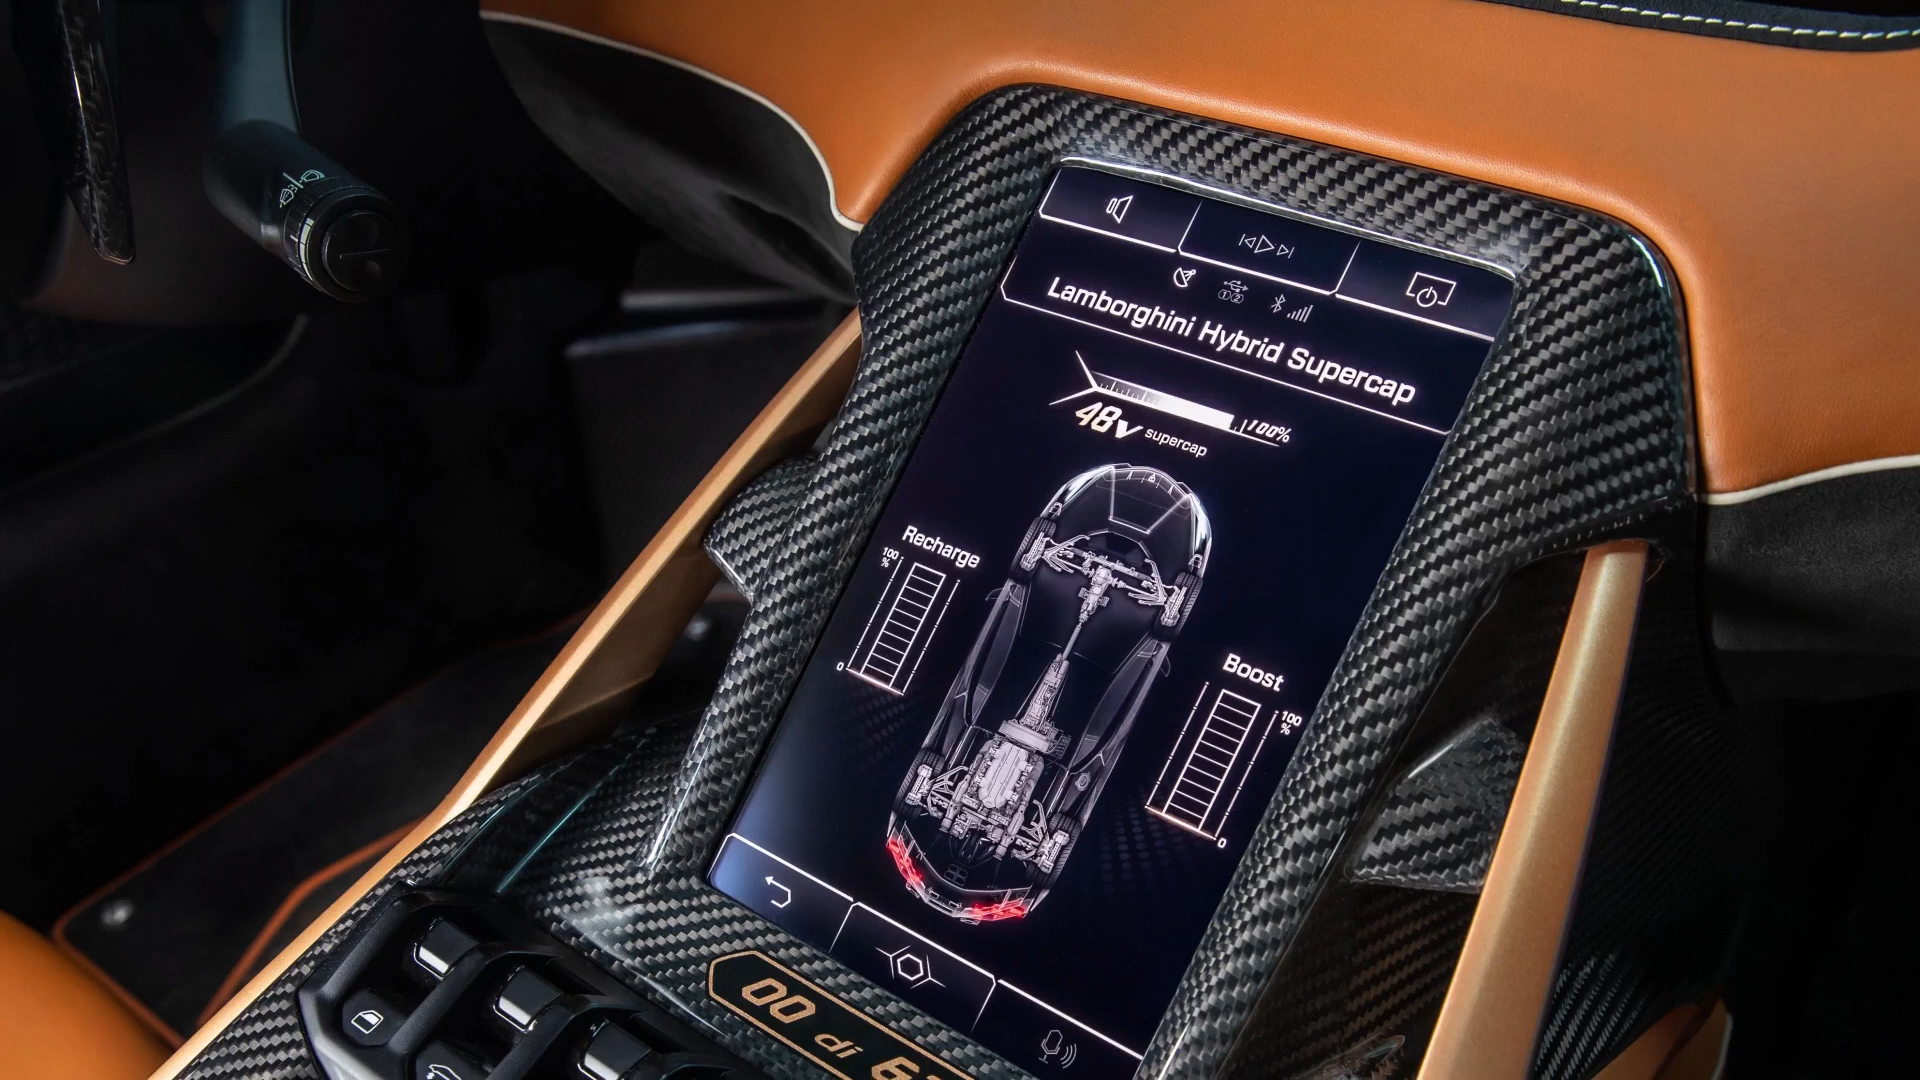 Lamborghini Hybrid Supercap
100%
48V supercap
Recharge
100
%
0
Boost
100
%
0
00 di